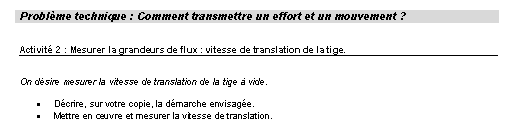 Problème technique : Comment transmettre un effort et un mouvement ?
Activité 2 : Mesurer la grandeurs de flux : vitesse de translation de la tige.
On désire mesurer la vitesse de translation de la tige à vide.
• Décrire, sur votre copie, la démarche envisagée.
• Mettre en œuvre et mesurer la vitesse de translation.